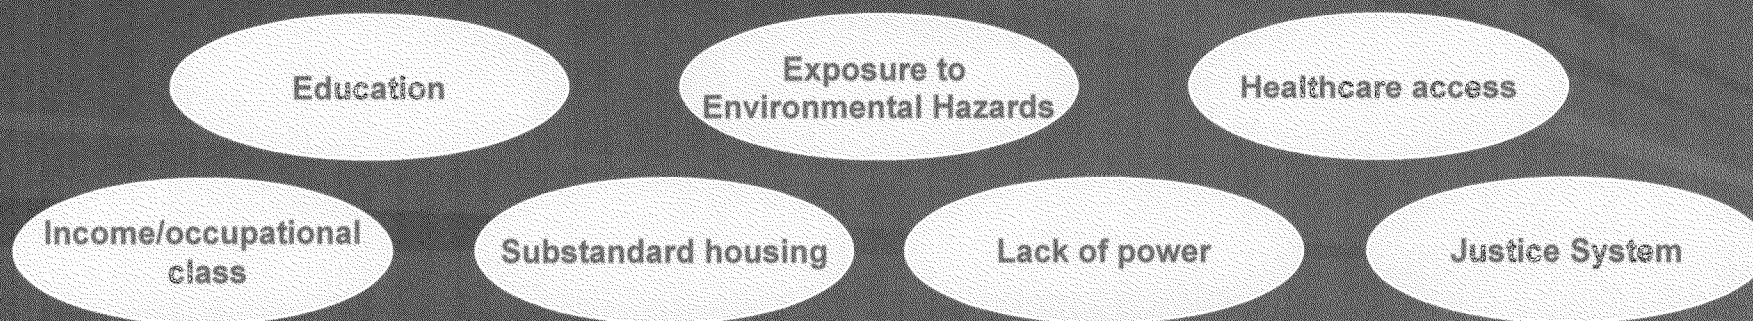 Education
Exposure to
Environmental Hazards
Healthcare access
Income/occupational
class
Substandard housing
Lack of power
Justice System